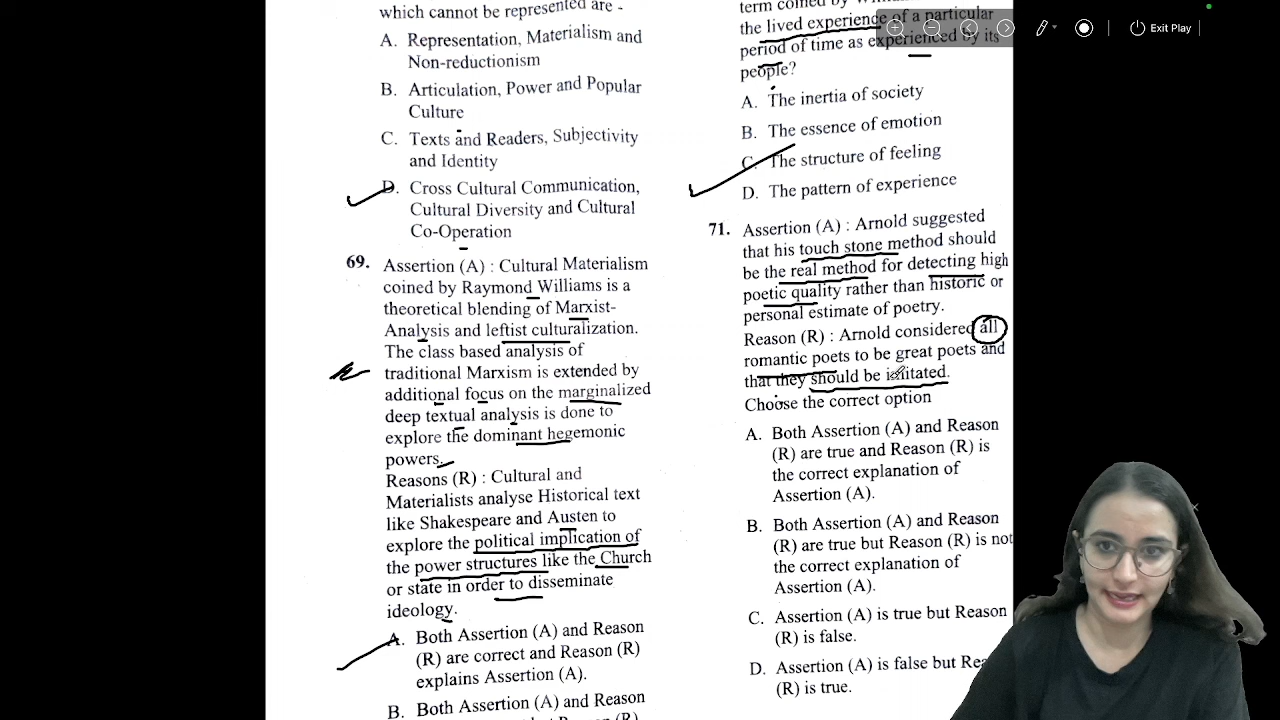 which cannot be represented are -
A. Representation, Materialism and
Non-reductionism
B. Articulation, Power and Popular
Culture
C. Texts and Readers, Subjectivity
and Identity
D. Cross Cultural Communication,
Cultural Diversity and Cultural
Co-Operation
69. Assertion (A) : Cultural Materialism
coined by Raymond Williams is a
theoretical blending of Marxist-
Analysis and leftist culturalization.
The class based analysis of
traditional Marxism is extended by
additional focus on the marginalized
deep textual analysis is done to
explore the dominant hegemonic
powers.
Reasons (R) : Cultural and
Materialists analyse Historical text
like Shakespeare and Austen to
explore the political implication of
the power structures like the Church
or state in order to disseminate
ideology.
A. Both Assertion (A) and Reason
(R) are correct and Reason (R)
explains Assertion (A).
B. Both Assertion (A) and Reason
(R)
term coined by
the lived experience of a particular
period of time as experienced by its
people?
A. The inertia of society
B. The essence of emotion
C. The structure of feeling
D. The pattern of experience
71. Assertion (A) : Arnold suggested
that his touch stone method should
be the real method for detecting high
poetic quality rather than historic or
personal estimate of poetry.
Reason (R) : Arnold considered all
romantic poets to be great poets and
that they should be imitated.
Choose the correct option
A. Both Assertion (A) and Reason
(R) are true and Reason (R) is
the correct explanation of
Assertion (A).
B. Both Assertion (A) and Reason
(R) are true but Reason (R) is not
the correct explanation of
Assertion (A).
C. Assertion (A) is true but Reason
(R) is false.
D. Assertion (A) is false but
(R) is true.
Exit Play